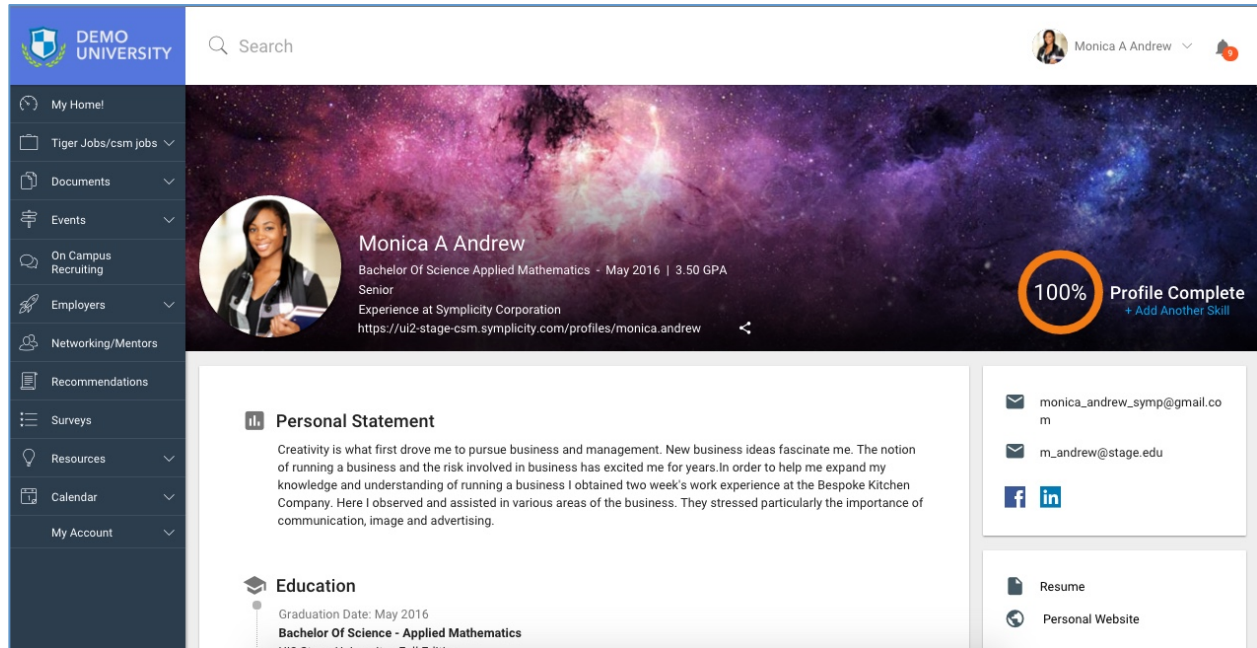 DEMO
UNIVERSITY
Search
Monica A Andrew
9
My Home!
Tiger Jobs/csm jobs
Documents
Events
On Campus
Recruiting
Employers
Networking/Mentors
Recommendations
Surveys
Resources
Calendar
My Account
Monica A Andrew
Bachelor Of Science Applied Mathematics - May 2016 | 3.50 GPA
Senior
Experience at Symplicity Corporation
https://ui2-stage-csm.symplicity.com/profiles/monica.andrew
100%
Profile Complete
+ Add Another Skill
Personal Statement
Creativity is what first drove me to pursue business and management. New business ideas fascinate me. The notion
of running a business and the risk involved in business has excited me for years.In order to help me expand my
knowledge and understanding of running a business I obtained two week's work experience at the Bespoke Kitchen
Company. Here I observed and assisted in various areas of the business. They stressed particularly the importance of
communication, image and advertising.
Education
Graduation Date: May 2016
Bachelor Of Science - Applied Mathematics
monica_andrew_symp@gmail.co
m
m_andrew@stage.edu
f
in
Resume
Personal Website